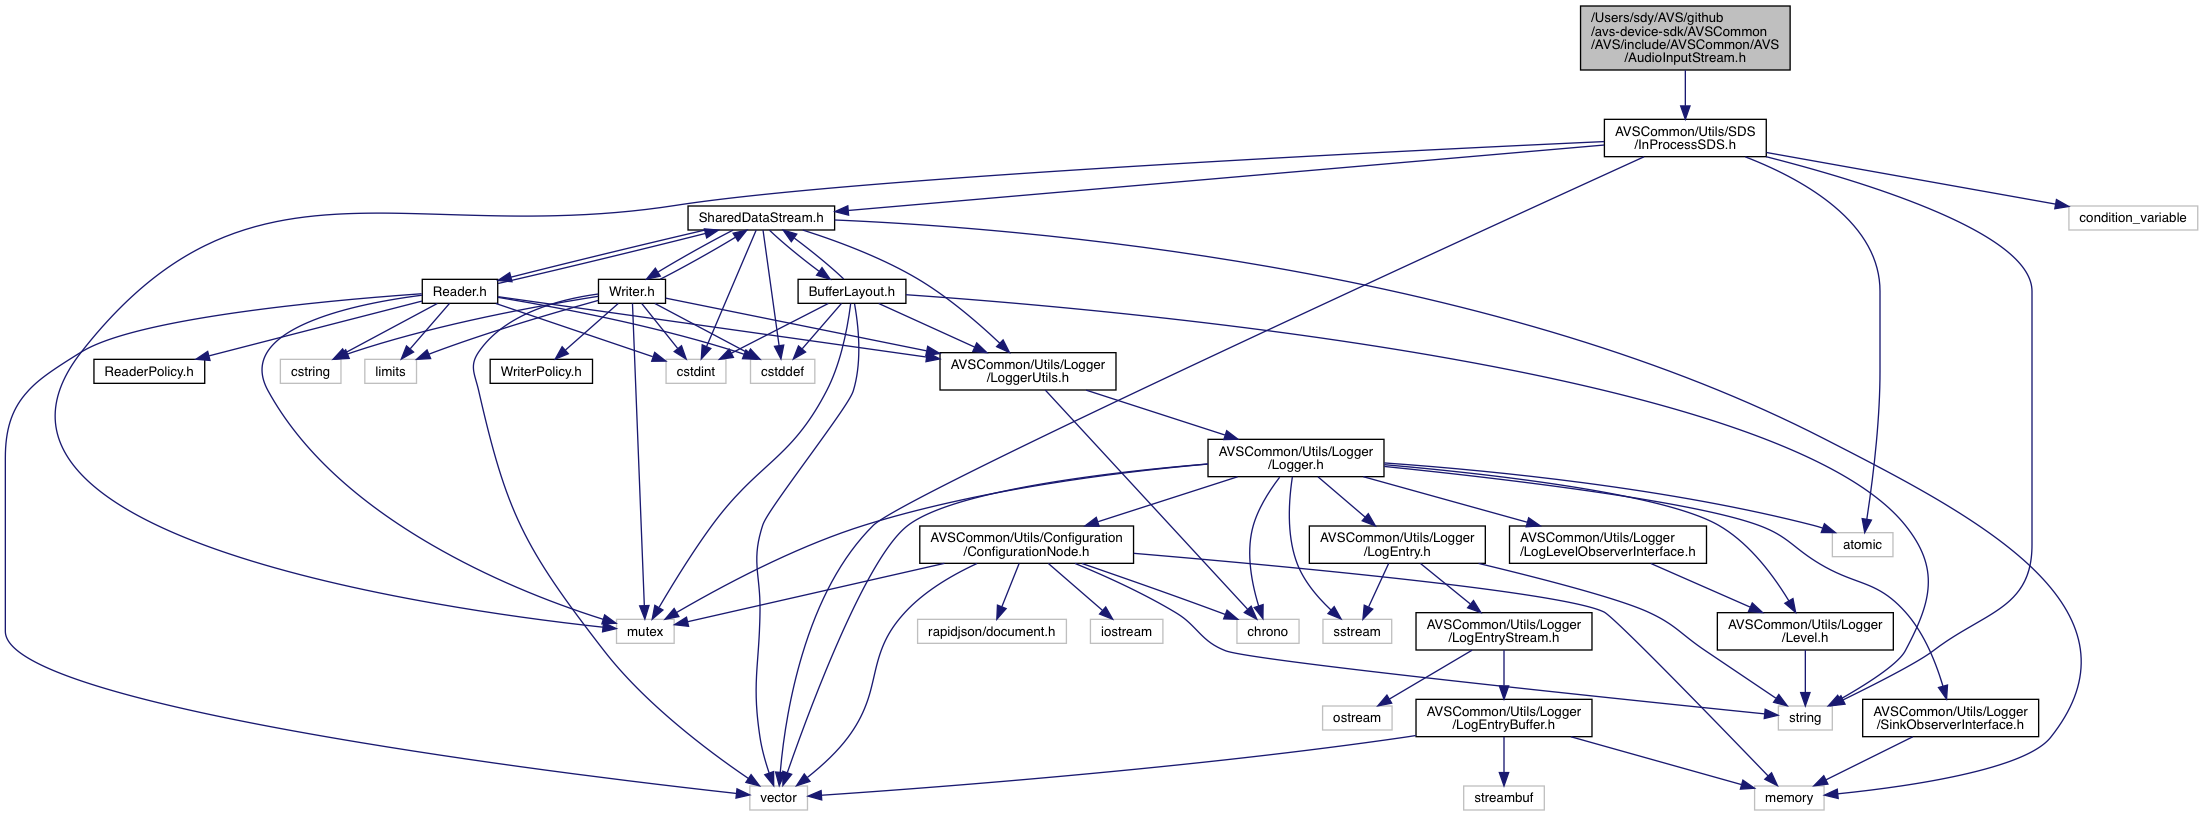 /Users/sdy/AVS/github
/avs-device-sdk/AVSCommon
/AVS/include/AVSCommon/AVS
/AudioInputStream.h
AVSCommon/Utils/SDS
/InProcessSDS.h
SharedDataStream.h
condition_variable
Reader.h
Writer.h
BufferLayout.h
ReaderPolicy.h
cstring
limits
WriterPolicy.h
cstdint
cstddef
AVSCommon/Utils/Logger
/LoggerUtils.h
AVSCommon/Utils/Logger
/Logger.h
AVSCommon/Utils/Configuration
/ConfigurationNode.h
AVSCommon/Utils/Logger
/LogEntry.h
AVSCommon/Utils/Logger
/LogLevelObserverInterface.h
atomic
mutex
rapidjson/document.h
iostream
chrono
sstream
AVSCommon/Utils/Logger
/LogEntryStream.h
AVSCommon/Utils/Logger
/Level.h
ostream
AVSCommon/Utils/Logger
/LogEntryBuffer.h
string
AVSCommon/Utils/Logger
/SinkObserverInterface.h
vector
streambuf
memory